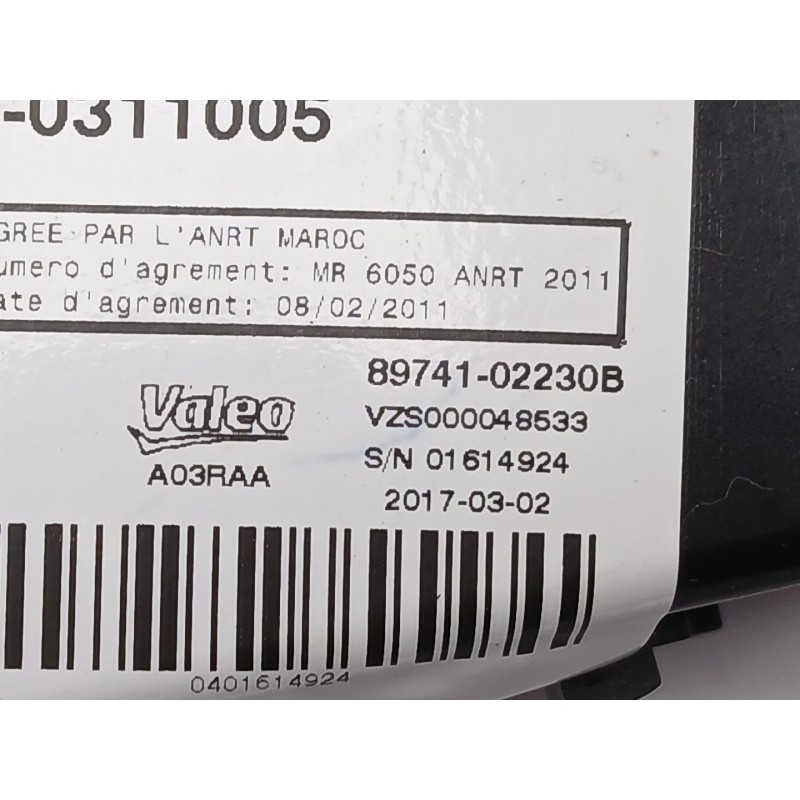 -0311005
GREE PAR L'ANRT MAROC
umero d'agrement: MR 6050 ANRT 2011
ate d'agrement: 08/02/2011
89741-02230B
Valeo
VZS000048533
S/N 01614924
A03RAA
2017-03-02
0401614924